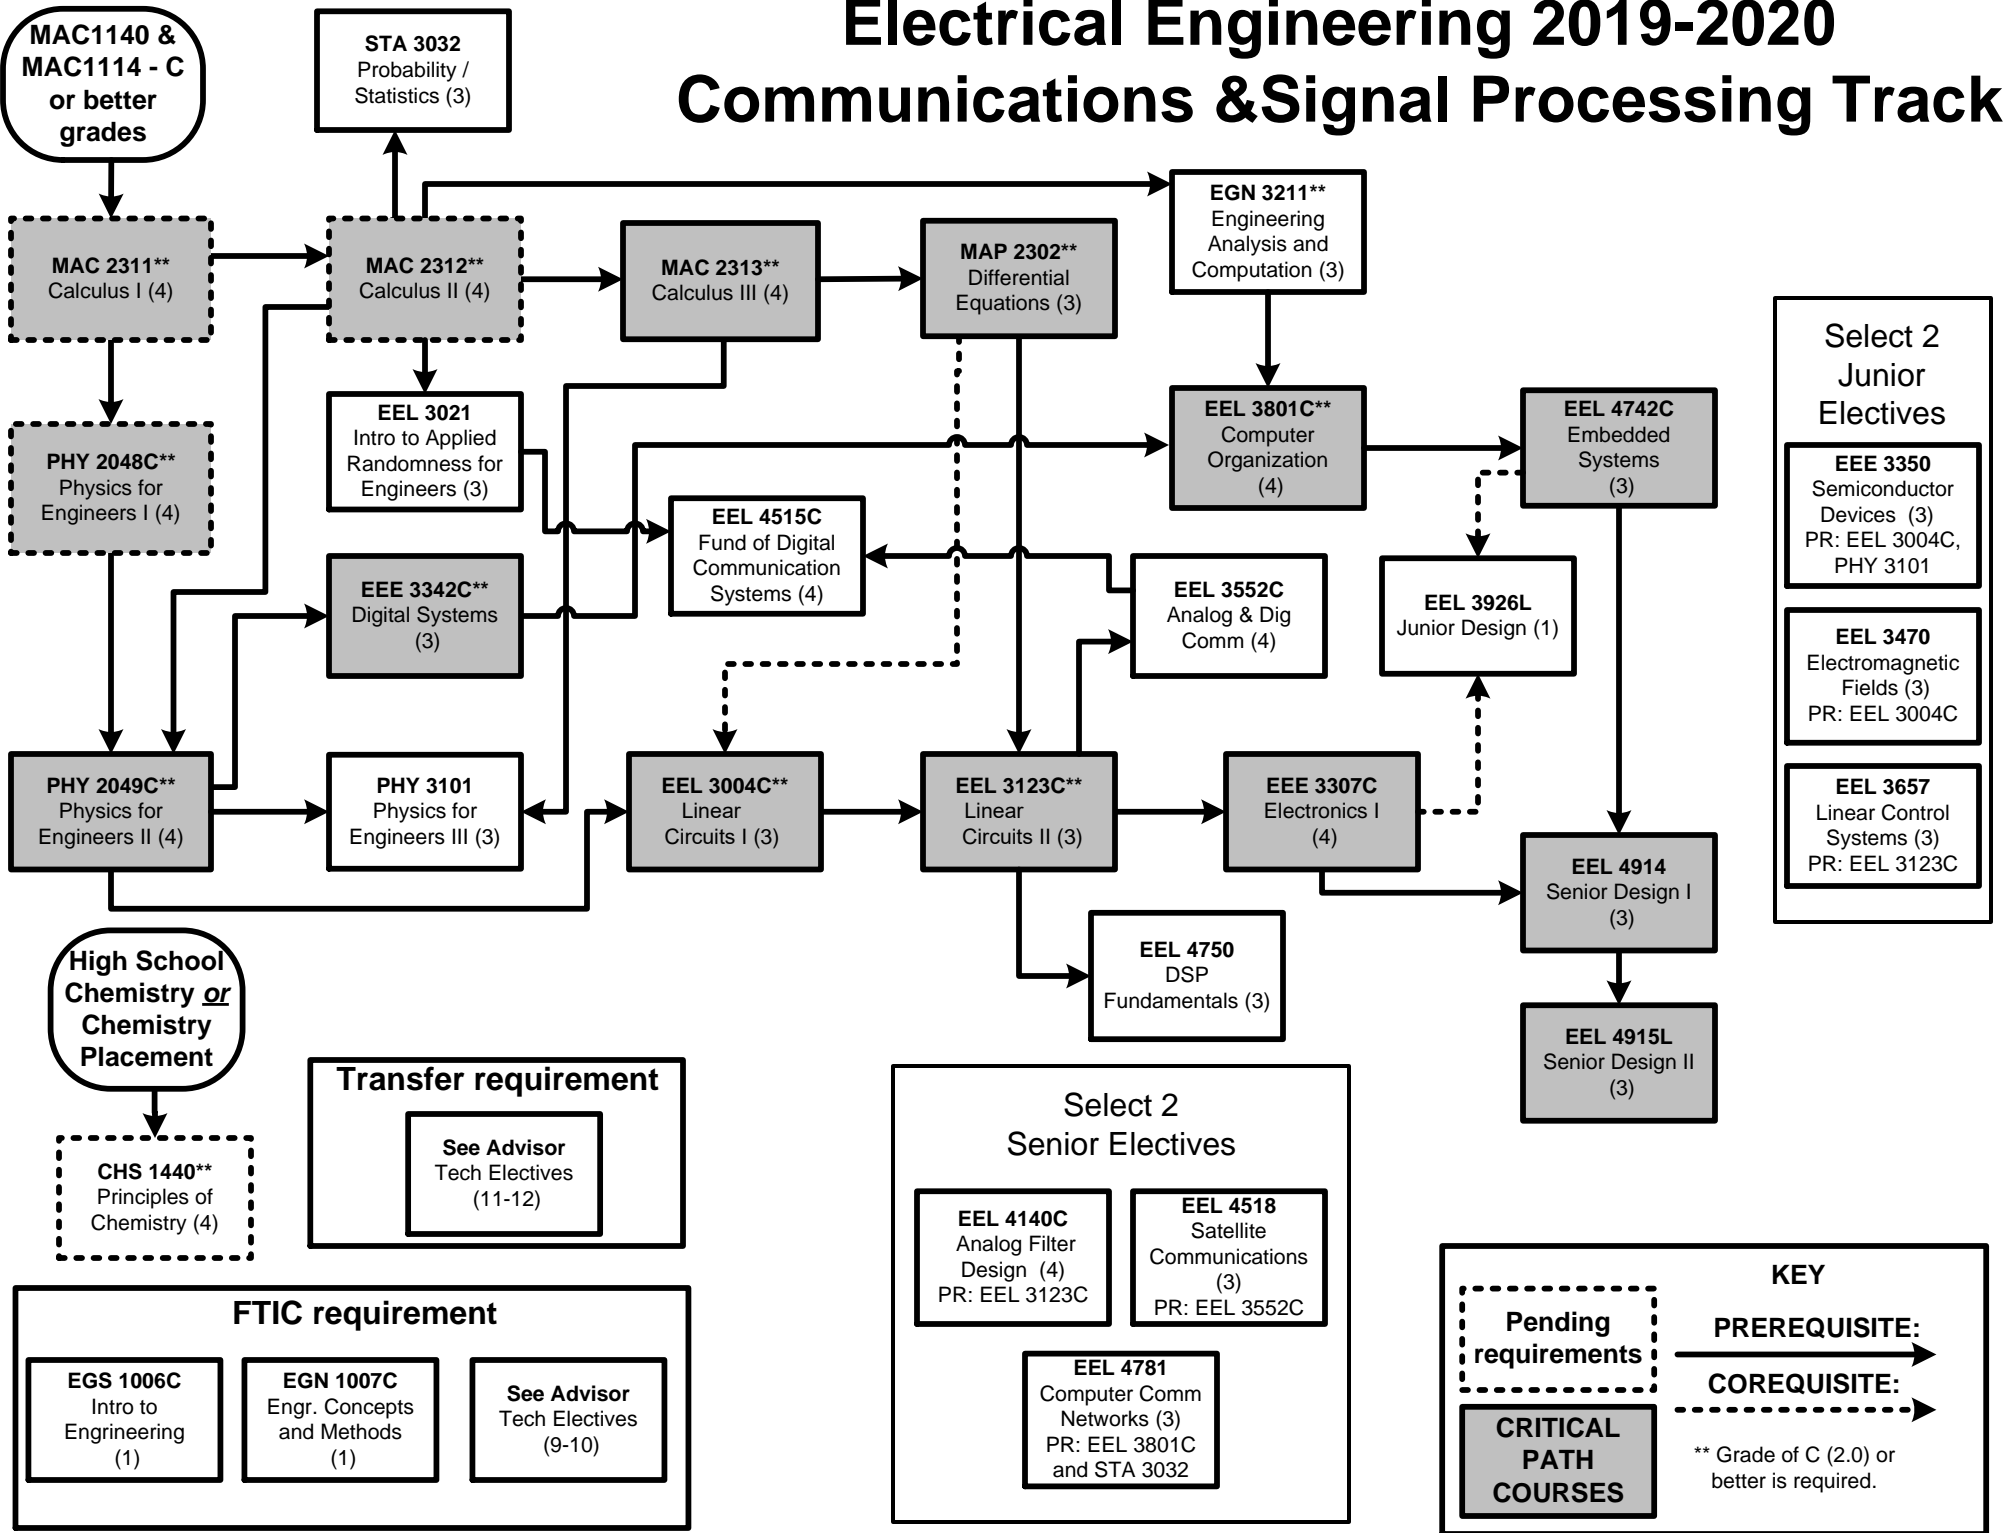 Electrical Engineering 2019-2020
Communications &Signal Processing Track
MAC1140 &
MAC1114 - C
or better
grades
STA 3032
Probability /
Statistics (3)
MAC 2311**
Calculus I (4)
MAC 2312**
Calculus II (4)
MAC 2313**
Calculus III (4)
MAP 2302**
Differential
Equations (3)
EGN 3211**
Engineering
Analysis and
Computation (3)
PHY 2048C**
Physics for
Engineers I (4)
EEL 3021
Intro to Applied
Randomness for
Engineers (3)
EEL 4515C
Fund of Digital
Communication
Systems (4)
EEL 3801C**
Computer
Organization
(4)
EEL 4742C
Embedded
Systems
(3)
EEE 3342C**
Digital Systems
(3)
EEL 3552C
Analog & Dig
Comm (4)
EEL 3926L
Junior Design (1)
PHY 2049C**
Physics for
Engineers II (4)
PHY 3101
Physics for
Engineers III (3)
EEL 3004C**
Linear
Circuits I (3)
EEL 3123C**
Linear
Circuits II (3)
EEE 3307C
Electronics I
(4)
EEL 4914
Senior Design I
(3)
EEL 4750
DSP
Fundamentals (3)
EEL 4915L
Senior Design II
(3)
Select 2
Junior
Electives
EEE 3350
Semiconductor
Devices (3)
PR: EEL 3004C,
PHY 3101
EEL 3470
Electromagnetic
Fields (3)
PR: EEL 3004C
EEL 3657
Linear Control
Systems (3)
PR: EEL 3123C
High School
Chemistry or
Chemistry
Placement
CHS 1440**
Principles of
Chemistry (4)
Transfer requirement
See Advisor
Tech Electives
(11-12)
FTIC requirement
EGS 1006C
Intro to
Engrineering
(1)
EGN 1007C
Engr. Concepts
and Methods
(1)
See Advisor
Tech Electives
(9-10)
Select 2
Senior Electives
EEL 4140C
Analog Filter
Design (4)
PR: EEL 3123C
EEL 4518
Satellite
Communications
(3)
PR: EEL 3552C
EEL 4781
Computer Comm
Networks (3)
PR: EEL 3801C
and STA 3032
KEY
Pending
requirements
PREREQUISITE:
COREQUISITE:
CRITICAL
PATH
COURSES
** Grade of C (2.0) or
better is required.